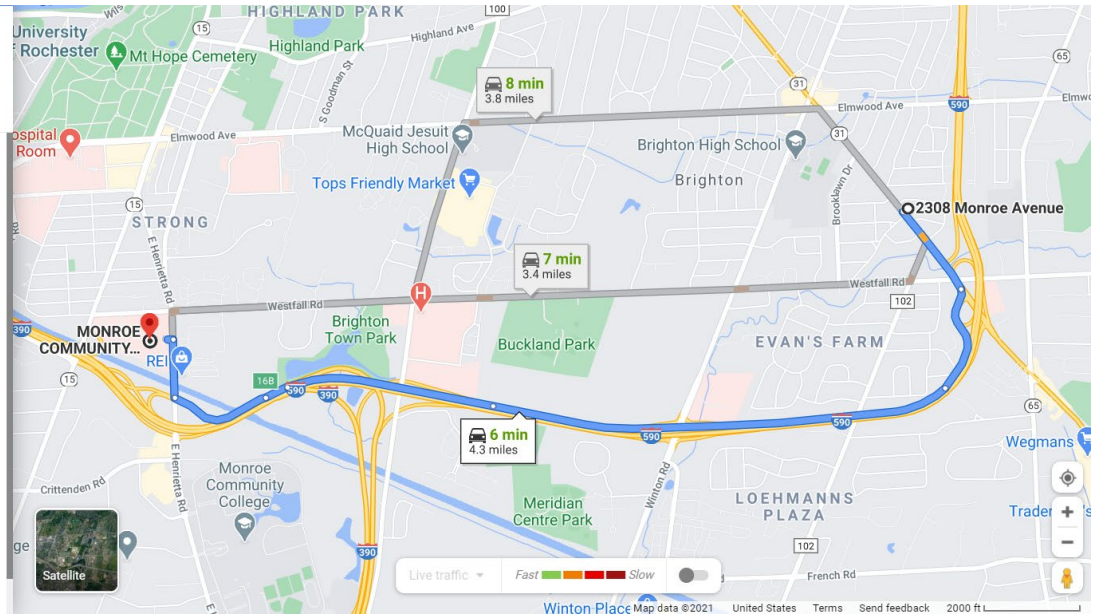 HIGHLAND PARK
100
15
University
Rochester
Mt Hope Cemetery
S Goodman St
Highland Park
Highland Ave
65
8 min
3.8 miles
31
590
Elmwood Ave
ospital
Room
Elmwood Ave
McQuaid Jesuit
High School
31
Brighton High School
Tops Friendly Market
Brighton
Brooklawn Dr
15
STRONG
2308 Monroe Avenue
E Henrietta Rd
7 min
3.4 miles
H
Westfall Rd
Westfall Rd
102
390
MONROE
COMMUNITY...
REI
Brighton
Town Park
Buckland Park
EVAN'S FARM
15
16B
590
390
65
6 min
4.3 miles
590
590
Wegmans
E Henrietta Rd
Monroe
Community
College
Winton Rd
Crittenden Rd
Meridian
Centre Park
LOEHMANNS
PLAZA
Trader
's
ge
390
102
Satellite
Live traffic
Fast
Slow
French Rd
Winton Place
Map data ©2021
United States
Terms
Send feedback
2000 ft